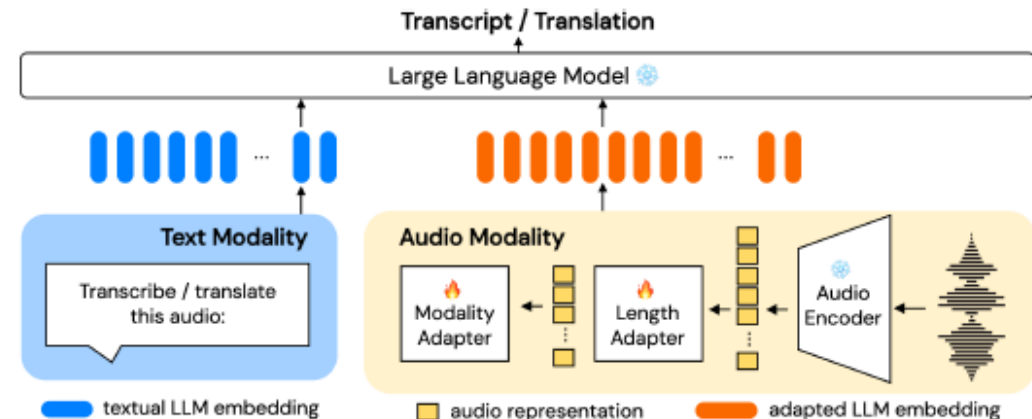 Transcript / Translation
Large Language Model
...
...
Text Modality
Transcribe / translate
this audio:
Audio Modality
Modality
Adapter
Length
Adapter
Audio
Encoder
textual LLM embedding
audio representation
adapted LLM embedding